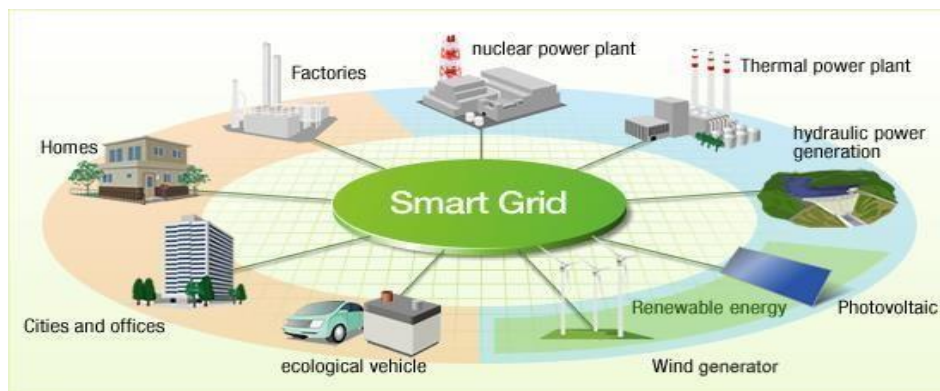 nuclear power plant
Factories
Thermal power plant
Homes
hydraulic power
generation
Smart Grid
Renewable energy
Photovoltaic
Cities and offices
ecological vehicle
Wind generator